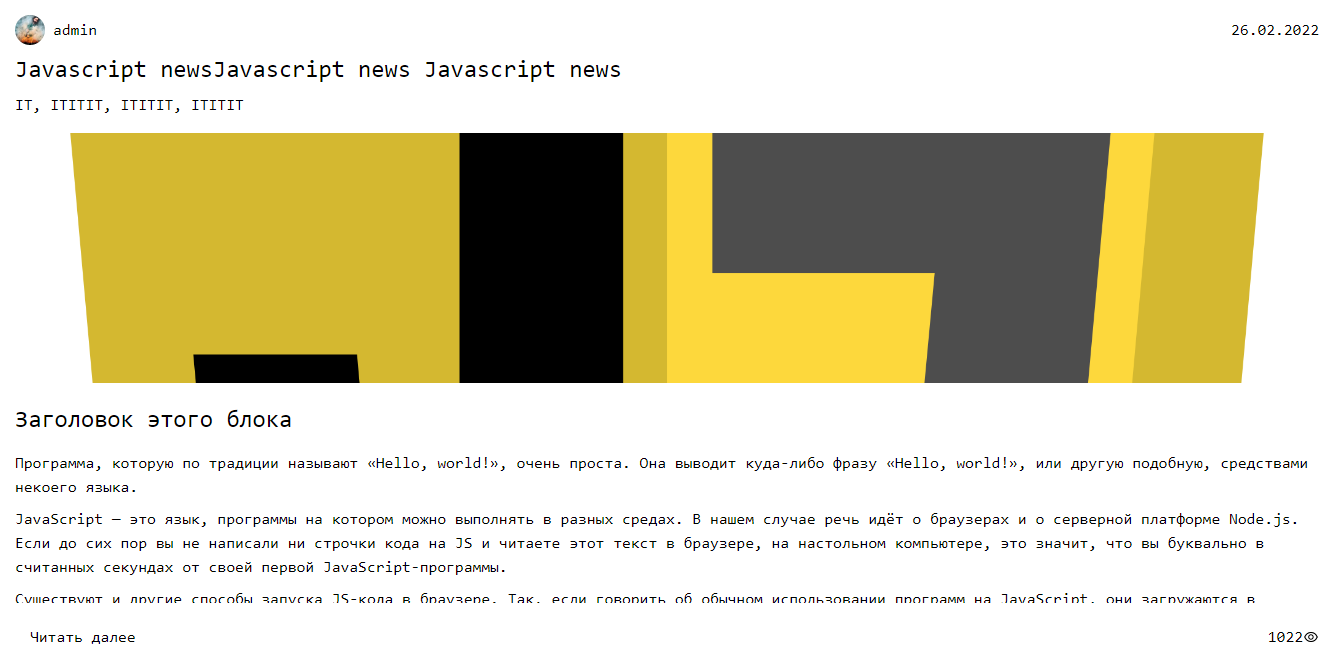 admin
26.02.2022
Javascript newsJavascript news Javascript news
IT, ITITIT, ITITIT, ITITIT
Заголовок этого блока
Программа, которую по традиции называют «Hello, world!», очень проста. Она выводит куда-либо фразу «Hello, world!», или другую подобную, средствами
некоего языка.
JavaScript — это язык, программы на котором можно выполнять в разных средах. В нашем случае речь идёт о браузерах и о серверной платформе Node.js.
Если до сих пор вы не написали ни строчки кода на JS и читаете этот текст в браузере, на настольном компьютере, это значит, что вы буквально в
считанных секундах от своей первой JavaScript-программы.
Существуют и другие способы запуска JS-кода в браузере. Так, если говорить об обычном использовании программ на JavaScript, они загружаются в
Читать далее
1022